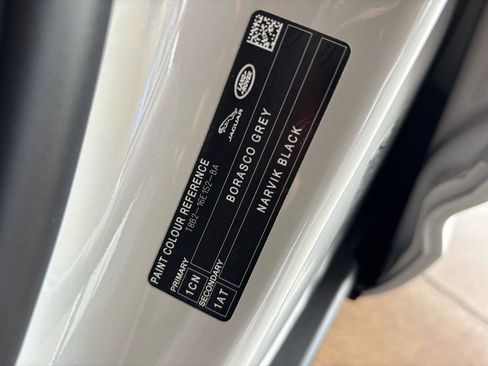 PAINT COLOUR REFERENCE
T8B2-16E152-BA
JAGUAR
LAND ROVER
PRIMARY
1CN
BORASCO GREY
SECONDARY
1AT
NARVIK BLACK